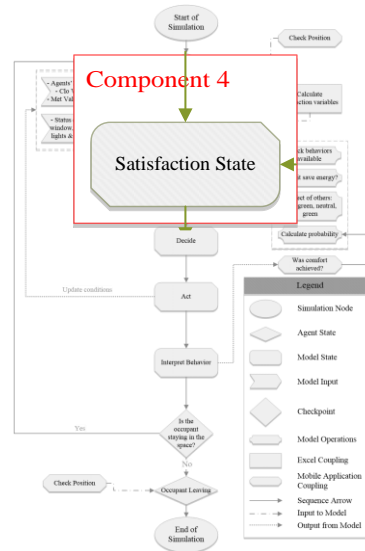 Start of
Simulation
Check Position
Component 4
- Agents'
- Clo
- Met Val
- Status
window,
lights &
Calculate
variables
Satisfaction State
behaviors
available
save energy?
out of others:
green, neutral,
green
Calculate probability
Decide
Was comfort
achieved?
Update conditions
Act
Interpret Behavior
Is the
occupant
staying in the
space?
Yes
No
Check Position
Occupant Leaving
End of
Simulation
Legend
Simulation Node
Agent State
Model State
Model Input
Checkpoint
Model Operations
Excel Coupling
Mobile Application
Coupling
Sequence Arrow
Input to Model
Output from Model